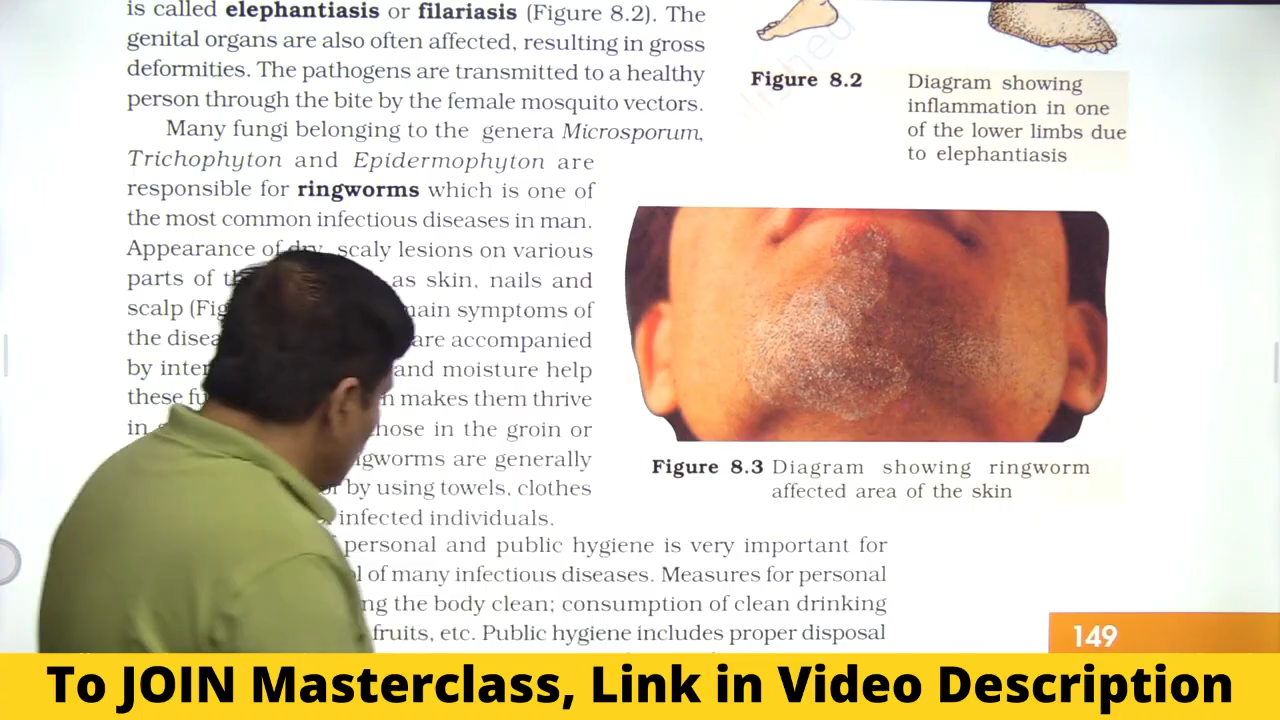 is called elephantiasis or filariasis (Figure 8.2). The
genital organs are also often affected, resulting in gross
deformities. The pathogens are transmitted to a healthy
person through the bite by the female mosquito vectors.
Many fungi belonging to the genera Microsporum,
Trichophyton and Epidermophyton are
responsible for ringworms which is one of
the most common infectious diseases in man.
Appearance of dry, scaly lesions on various
parts of as skin, nails and
scalp symptoms of
the are accompanied
by and moisture help
these makes them thrive
in in the groin or
are generally
by using towels, clothes
infected individuals.
personal and public hygiene is very important for
of many infectious diseases. Measures for personal
the body clean; consumption of clean drinking
fruits, etc. Public hygiene includes proper disposal
Figure 8.2 Diagram showing
inflammation in one
of the lower limbs due
to elephantiasis
Figure 8.3 Diagram showing ringworm
affected area of the skin
149
To JOIN Masterclass, Link in Video Description